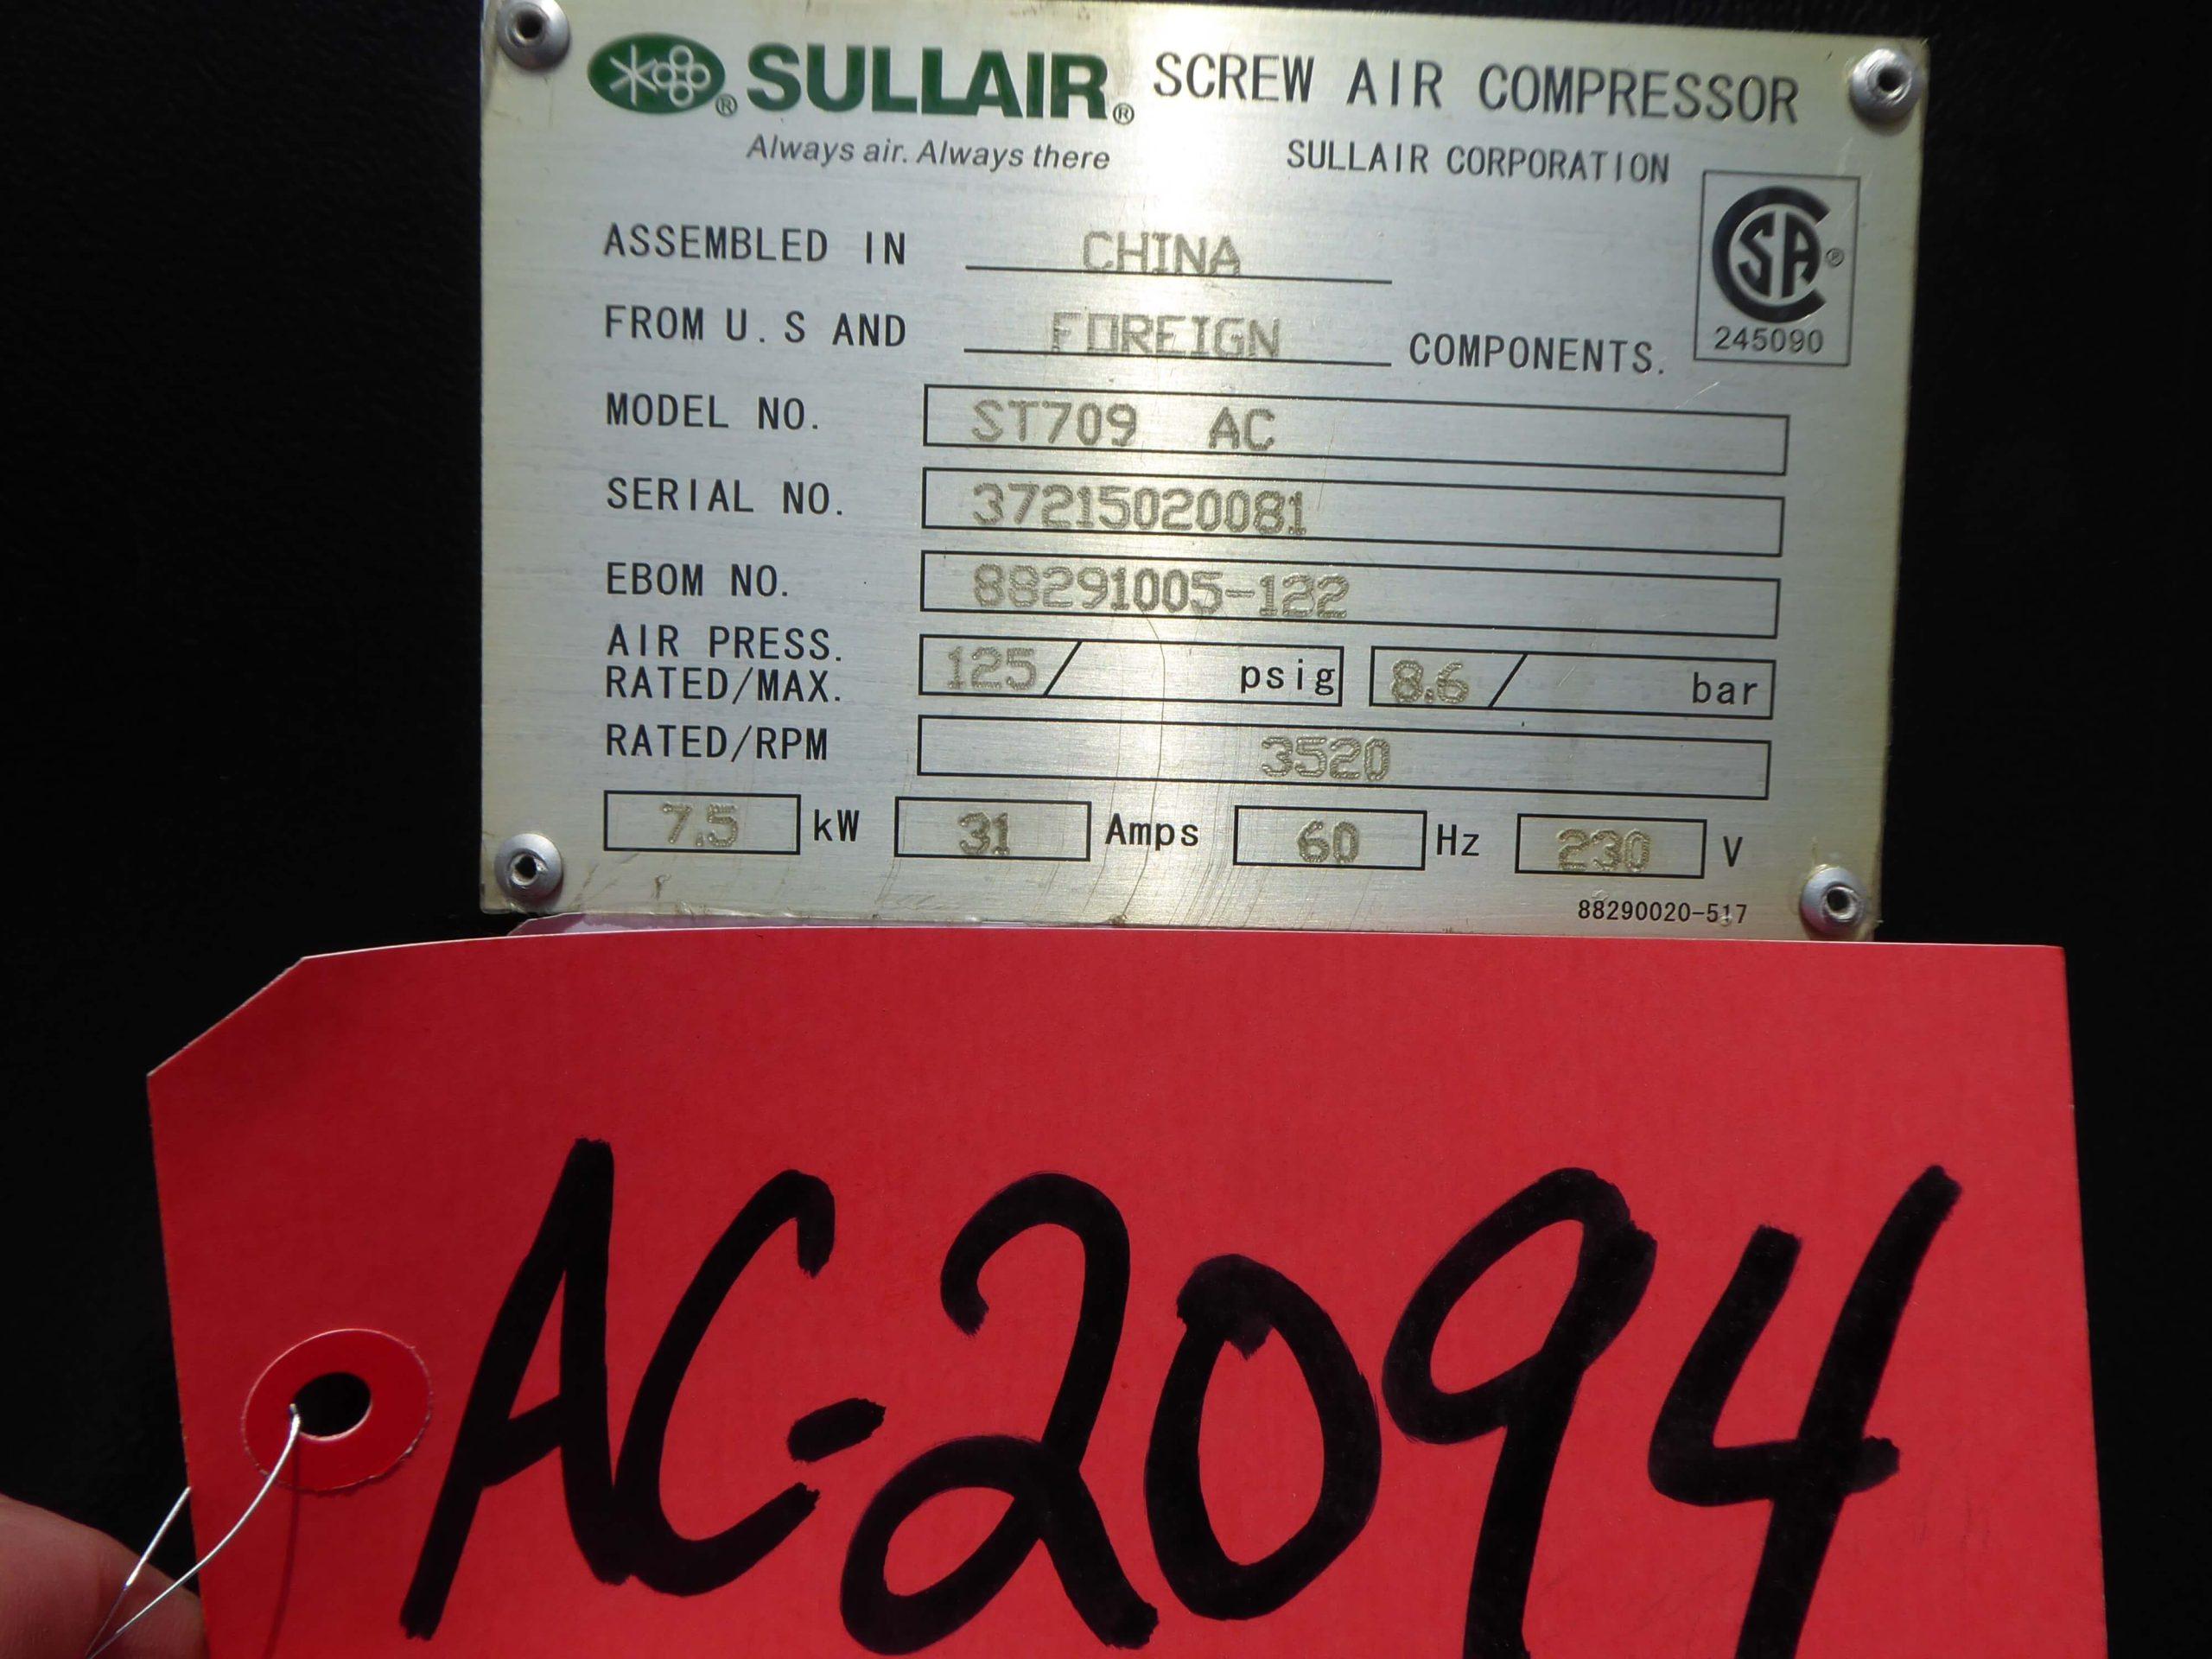 SULLAIR® SCREW AIR COMPRESSOR
Always air. Always there SULLAIR CORPORATION
ASSEMBLED IN CHINA
CSA®
245090
FROM U.S AND FOREIGN COMPONENTS.
MODEL NO. ST709 AC
SERIAL NO. 37215020081
EBOM NO. 88291005-122
AIR PRESS.
RATED/MAX. 125/ psig 8.6/ bar
RATED/RPM 3520
7.5 kW 31 Amps 60 Hz 230 V
88290020-517
AC-2094